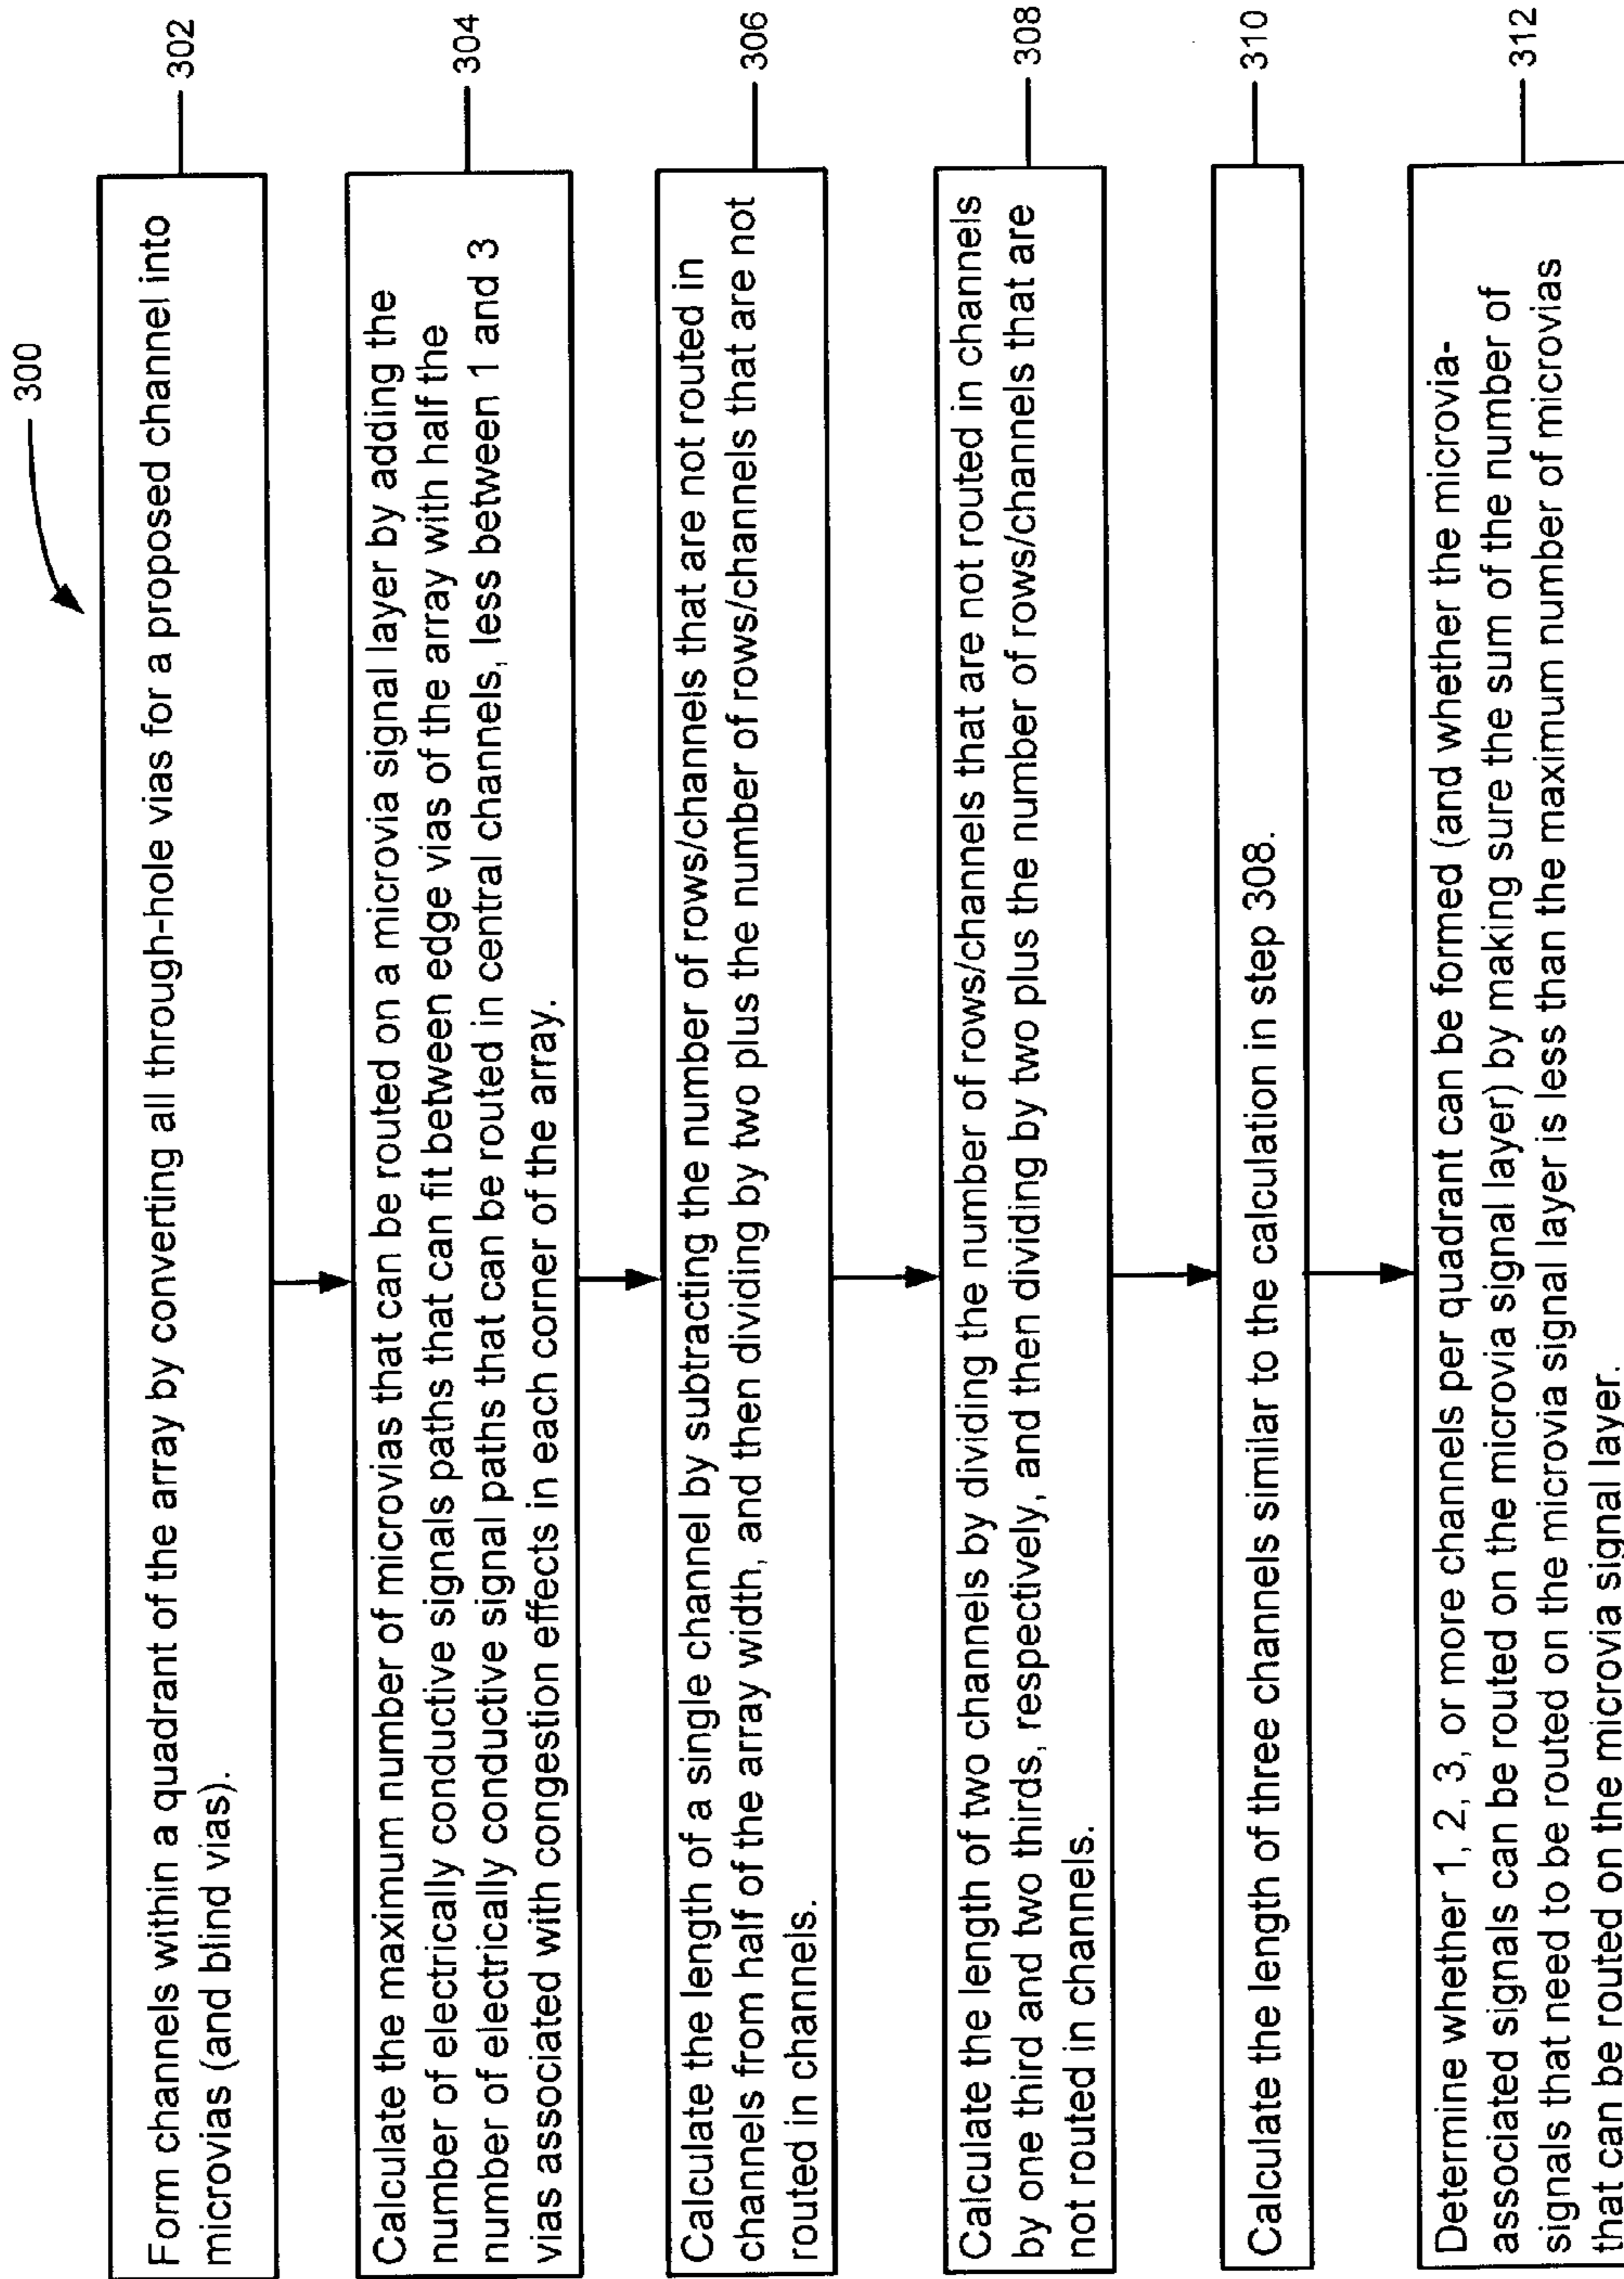 300
Form channels within a quadrant of the array by converting all through-hole vias for a proposed channel into
microvias (and blind vias).
302
Calculate the maximum number of microvias that can be routed on a microvia signal layer by adding the
number of electrically conductive signals paths that can fit between edge vias of the array with half the
number of electrically conductive signal paths that can be routed in central channels, less between 1 and 3
vias associated with congestion effects in each corner of the array.
304
Calculate the length of a single channel by subtracting the number of rows/channels that are not routed in
channels from half of the array width, and then dividing by two plus the number of rows/channels that are not
routed in channels.
306
Calculate the length of two channels by dividing the number of rows/channels that are not routed in channels
by one third and two thirds, respectively, and then dividing by two plus the number of rows/channels that are
not routed in channels.
308
Calculate the length of three channels similar to the calculation in step 308.
310
Determine whether 1, 2, 3, or more channels per quadrant can be formed (and whether the microvia-
associated signals can be routed on the microvia signal layer) by making sure the sum of the number of
signals that need to be routed on the microvia signal layer is less than the maximum number of microvias
that can be routed on the microvia signal layer.
312